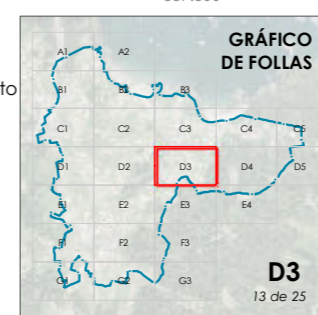 GRÁFICO
DE FOLLAS
to
A1 A2
B1 B2 B3
C1 C2 C3 C4 C5
D1 D2 D3 D4 D5
E1 E2 E3 E4
F1 F2 F3
G1 G2 G3
D3
13 de 25